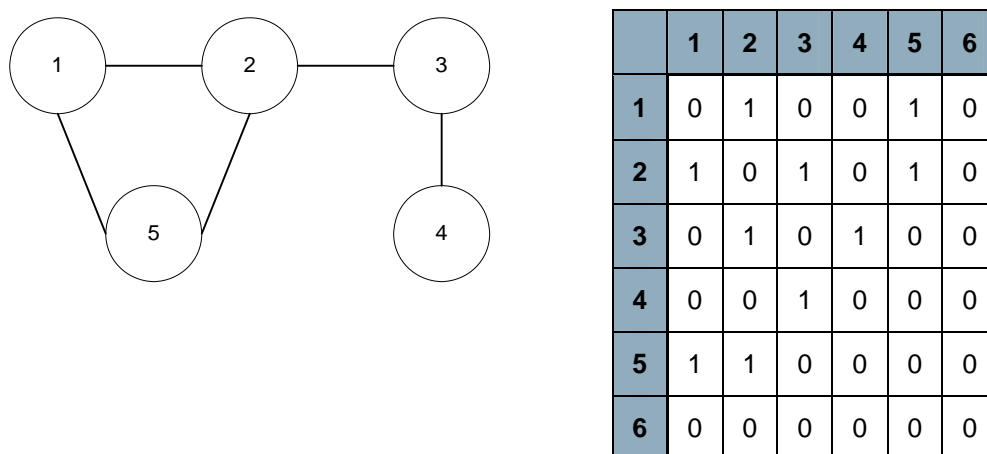 1 2 3
5 4
1 2 3 4 5 6
1 0 1 0 0 1 0
2 1 0 1 0 1 0
3 0 1 0 1 0 0
4 0 0 1 0 0 0
5 1 1 0 0 0 0
6 0 0 0 0 0 0